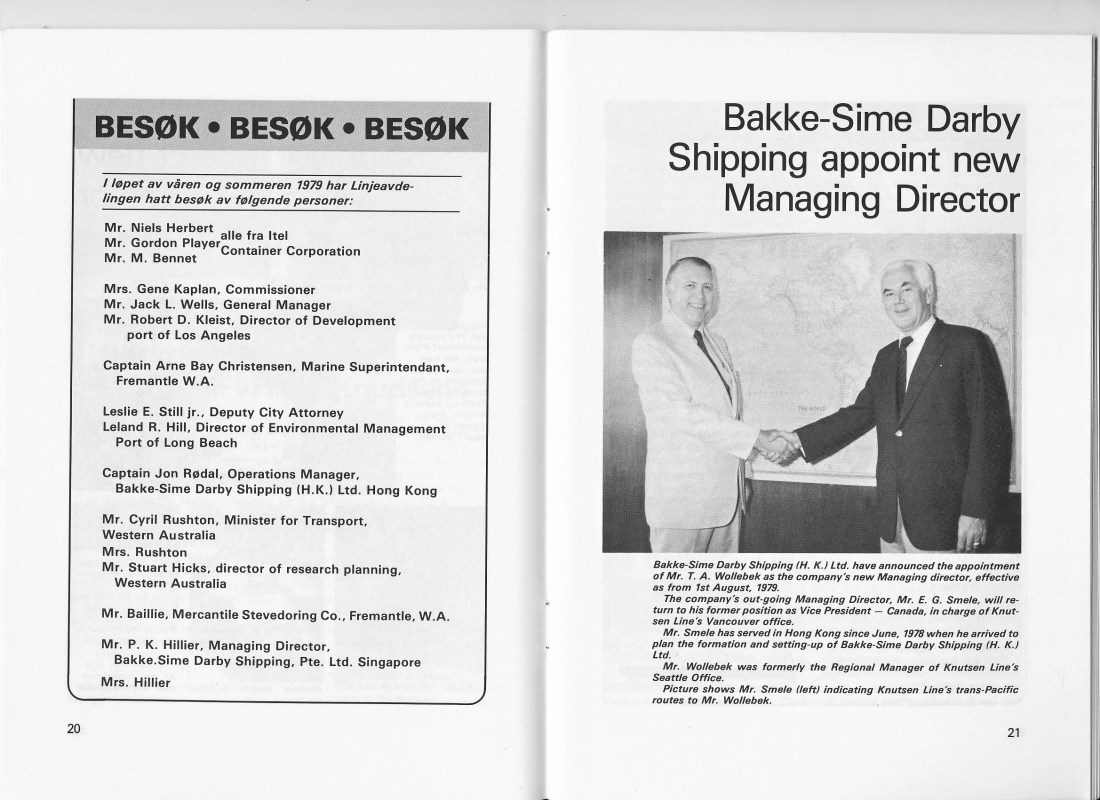 BESØK • BESØK • BESØK
I løpet av våren og sommeren 1979 har Linjeavde-
lingen hatt besøk av følgende personer:
Mr. Niels Herbert
Mr. Gordon Player
Mr. M. Bennet
alle fra Itel
Container Corporation
Mrs. Gene Kaplan, Commissioner
Mr. Jack L. Wells, General Manager
Mr. Robert D. Kleist, Director of Development
port of Los Angeles
Captain Arne Bay Christensen, Marine Superintendant,
Fremantle W.A.
Leslie E. Still jr., Deputy City Attorney
Leland R. Hill, Director of Environmental Management
Port of Long Beach
Captain Jon Rødal, Operations Manager,
Bakke-Sime Darby Shipping (H.K.) Ltd. Hong Kong
Mr. Cyril Rushton, Minister for Transport,
Western Australia
Mrs. Rushton
Mr. Stuart Hicks, director of research planning,
Western Australia
Mr. Baillie, Mercantile Stevedoring Co., Fremantle, W.A.
Mr. P. K. Hillier, Managing Director,
Bakke.Sime Darby Shipping, Pte. Ltd. Singapore
Mrs. Hillier
20
Bakke-Sime Darby
Shipping appoint new
Managing Director
THE WORLD
Bakke-Sime Darby Shipping (H. K.) Ltd. have announced the appointment
of Mr. T. A. Wollebek as the company's new Managing director, effective
as from 1st August, 1979.
The company's out-going Managing Director, Mr. E. G. Smele, will re-
turn to his former position as Vice President — Canada, in charge of Knut-
sen Line's Vancouver office.
Mr. Smele has served in Hong Kong since June, 1978 when he arrived to
plan the formation and setting-up of Bakke-Sime Darby Shipping (H. K.)
Ltd.
Mr. Wollebek was formerly the Regional Manager of Knutsen Line's
Seattle Office.
Picture shows Mr. Smele (left) indicating Knutsen Line's trans-Pacific
routes to Mr. Wollebek.
21